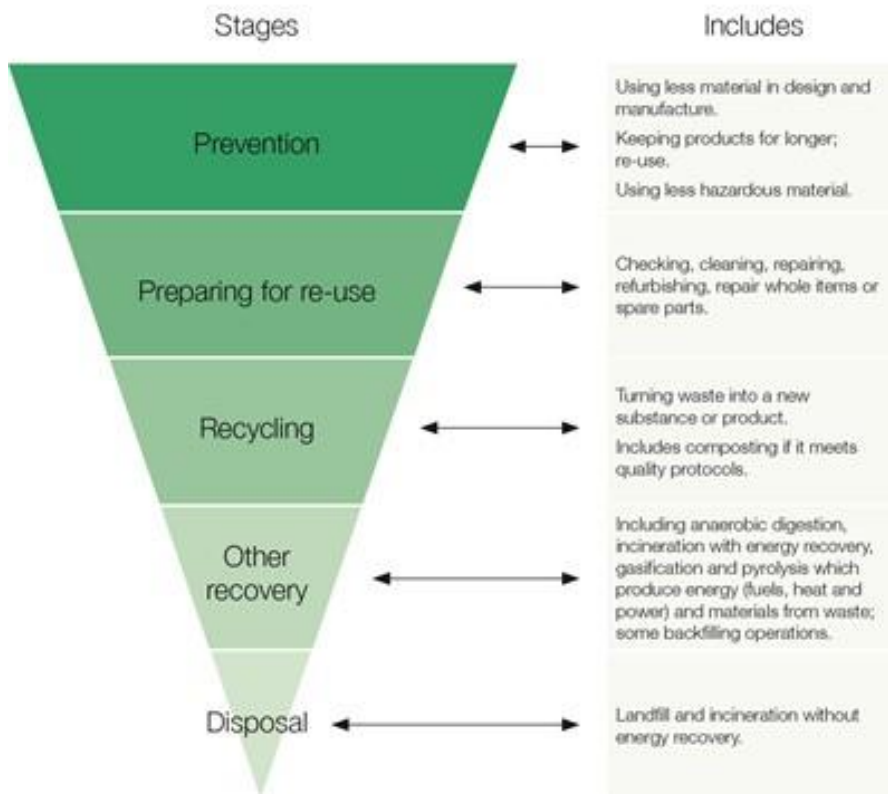 Stages
Includes
Prevention
Using less material in design and
manufacture.
Keeping products for longer;
re-use.
Using less hazardous material.
Preparing for re-use
Checking, cleaning, repairing,
refurbishing, repair whole items or
spare parts.
Recycling
Turning waste into a new
substance or product.
Includes composting if it meets
quality protocols.
Other
recovery
Including anaerobic digestion,
incineration with energy recovery,
gasification and pyrolysis which
produce energy (fuels, heat and
power) and materials from waste;
some backfilling operations.
Disposal
Landfill and incineration without
energy recovery.